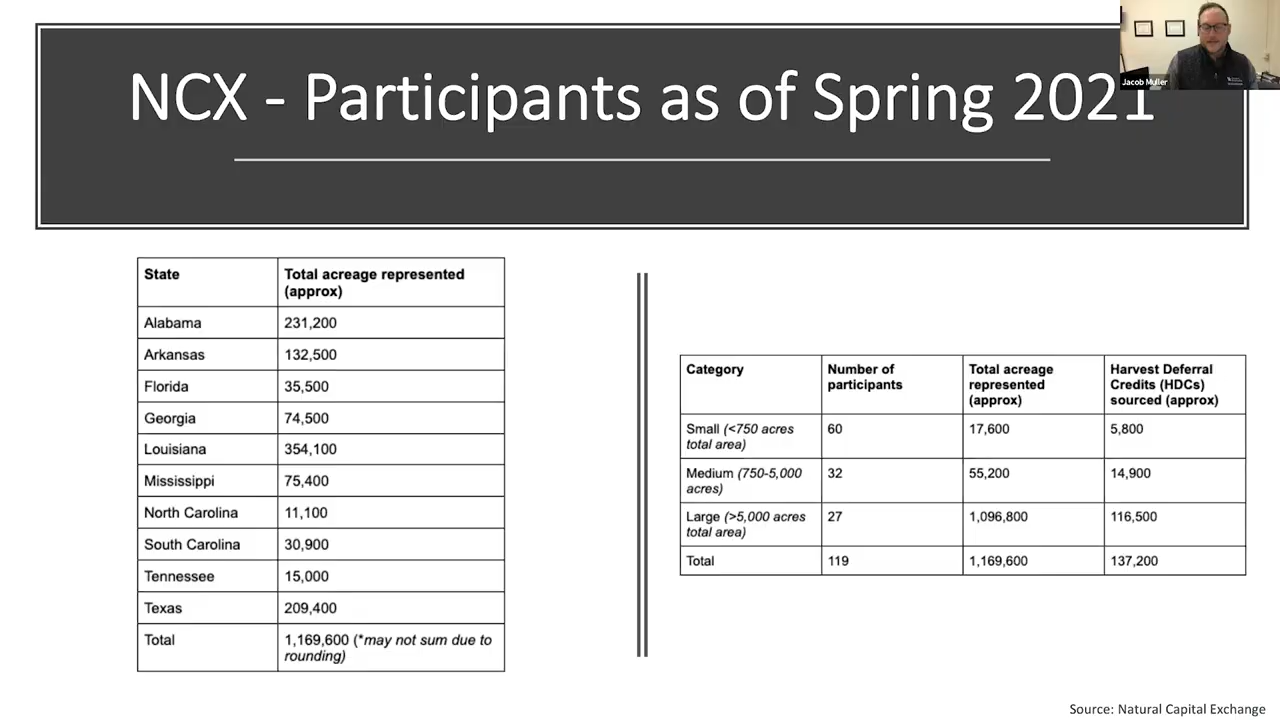 NCX - Participants as of Spring 2021
Jacob Muller
State Total acreage represented
(approx)
Alabama 231,200
Arkansas 132,500
Florida 35,500
Georgia 74,500
Louisiana 354,100
Mississippi 75,400
North Carolina 11,100
South Carolina 30,900
Tennessee 15,000
Texas 209,400
Total 1,169,600 (*may not sum due to
rounding)
Category Number of Total acreage Harvest Deferral
participants represented Credits (HDCs)
(approx) sourced (approx)
Small (<750 acres 60 17,600 5,800
total area)
Medium (750-5,000 32 55,200 14,900
acres)
Large (>5,000 acres 27 1,096,800 116,500
total area)
Total 119 1,169,600 137,200
Source: Natural Capital Exchange